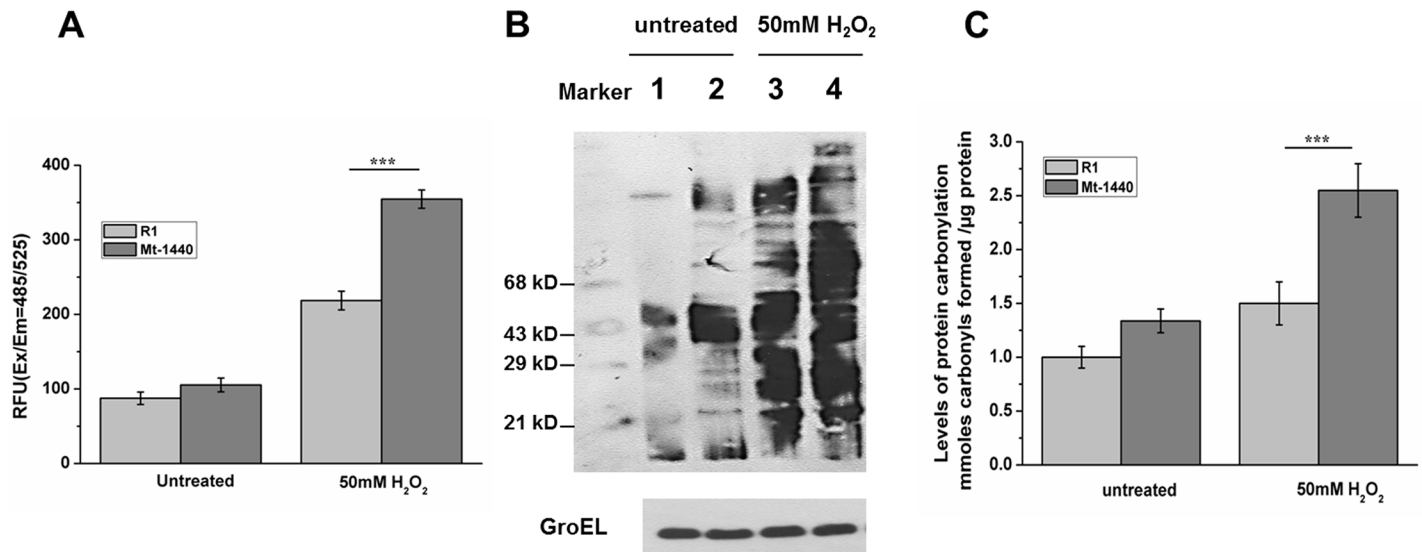 A
RFU(Ex/Em=485/525)
400
300
200
100
0
***
R1
Mt-1440
Untreated
50mM H₂O₂
B
untreated
50mM H₂O₂
Marker 1 2 3 4
68 kD
43 kD
29 kD
21 kD
GroEL
C
Levels of protein carbonylation
mmoles carbonyls formed /µg protein
3.0
2.5
2.0
1.5
1.0
0.5
0.0
***
R1
Mt-1440
untreated
50mM H₂O₂